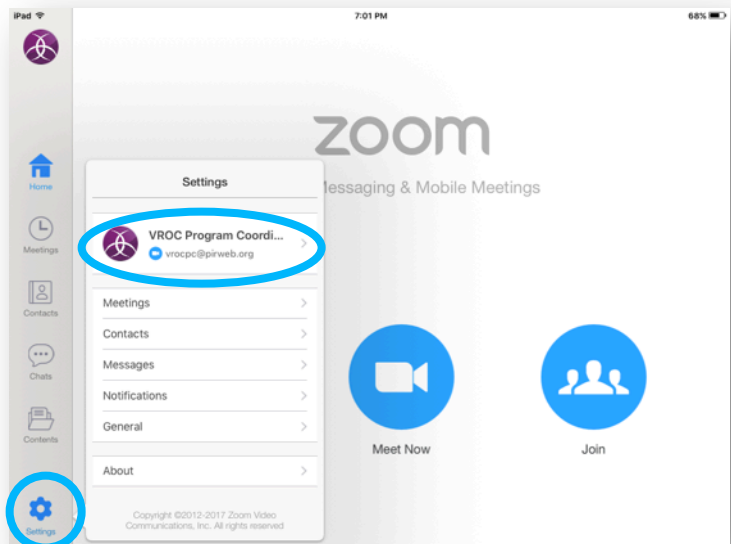 iPad
7:01 PM
68%
zoom
Messaging & Mobile Meetings
Home
Meetings
Contacts
Chats
Contents
Settings
Settings
VROC Program Coordi...
vrocpc@pirweb.org
Meetings
Contacts
Messages
Notifications
General
About
Copyright ©2012-2017 Zoom Video
Communications, Inc. All rights reserved
Meet Now
Join